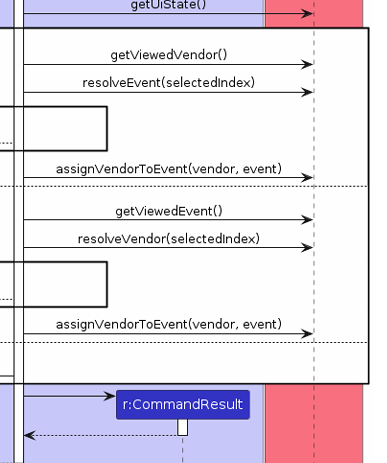 getUiState()
getViewedVendor()
resolveEvent(selectedIndex)
assignVendorToEvent(vendor, event)
getViewedEvent()
resolveVendor(selectedIndex)
assignVendorToEvent(vendor, event)
r:CommandResult